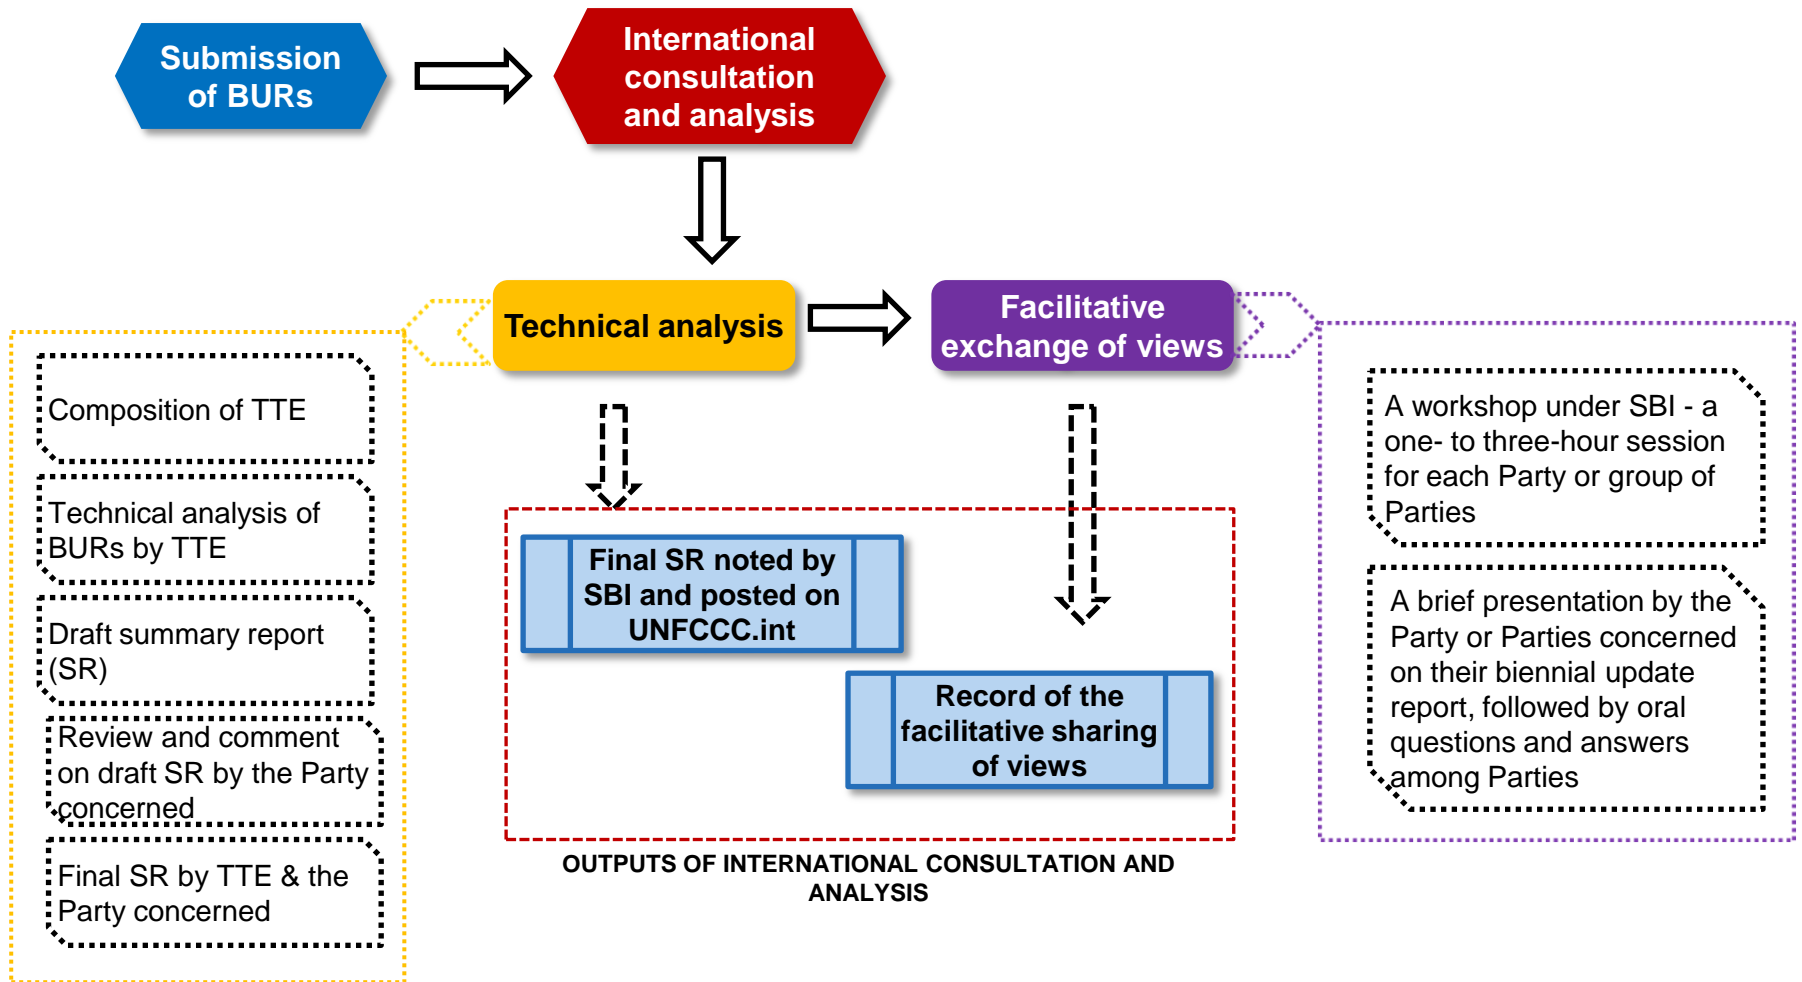 Submission
of BURs
International
consultation
and analysis
Technical analysis
Facilitative
exchange of views
Composition of TTE
Technical analysis of
BURs by TTE
Draft summary report
(SR)
Review and comment
on draft SR by the Party
concerned
Final SR by TTE & the
Party concerned
Final SR noted by
SBI and posted on
UNFCCC.int
Record of the
facilitative sharing
of views
OUTPUTS OF INTERNATIONAL CONSULTATION AND
ANALYSIS
A workshop under SBI - a
one- to three-hour session
for each Party or group of
Parties
A brief presentation by the
Party or Parties concerned
on their biennial update
report, followed by oral
questions and answers
among Parties